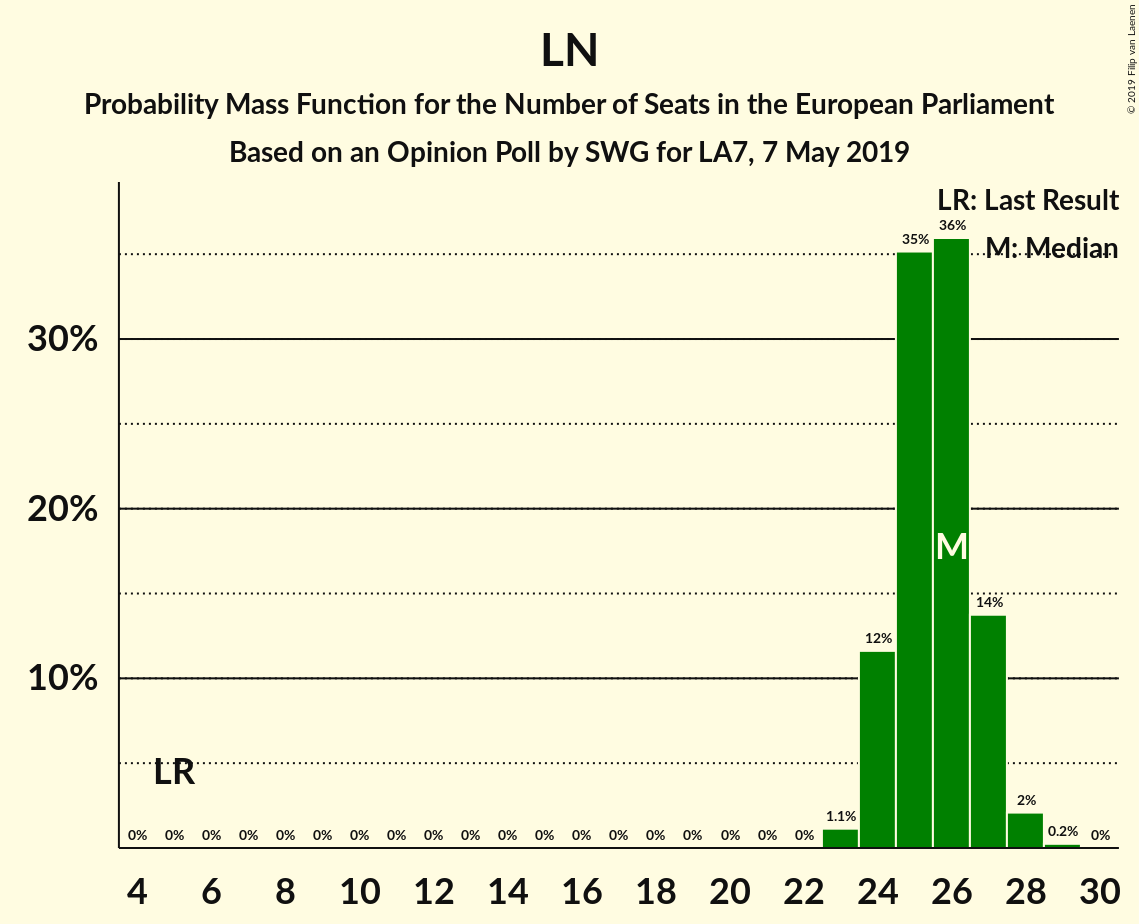 LN
Probability Mass Function for the Number of Seats in the European Parliament
Based on an Opinion Poll by SWG for LA7, 7 May 2019
© 2019 Filip van Laenen
LR: Last Result
M: Median
30%
20%
10%
LR
M
0% 0% 0% 0% 0% 0% 0% 0% 0% 0% 0% 0% 0% 0% 0% 0% 0% 0% 0% 1.1% 12% 35% 36% 14% 2% 0.2% 0%
4 6 8 10 12 14 16 18 20 22 24 26 28 30